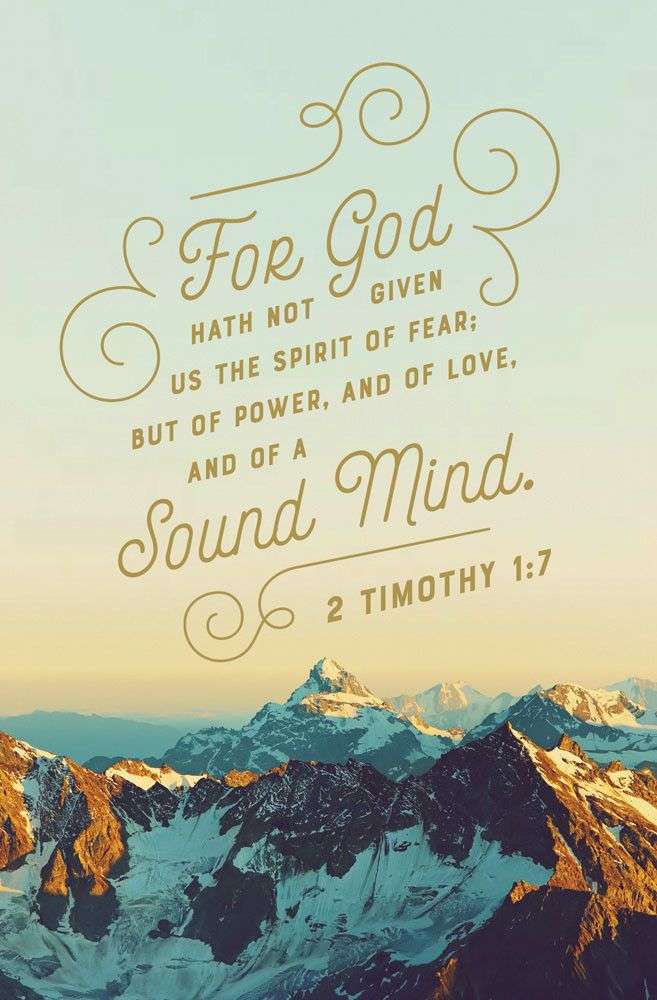 For God
HATH NOT GIVEN
US THE SPIRIT OF FEAR;
BUT OF POWER, AND OF LOVE,
AND OF A
Sound Mind.
2 TIMOTHY 1:7